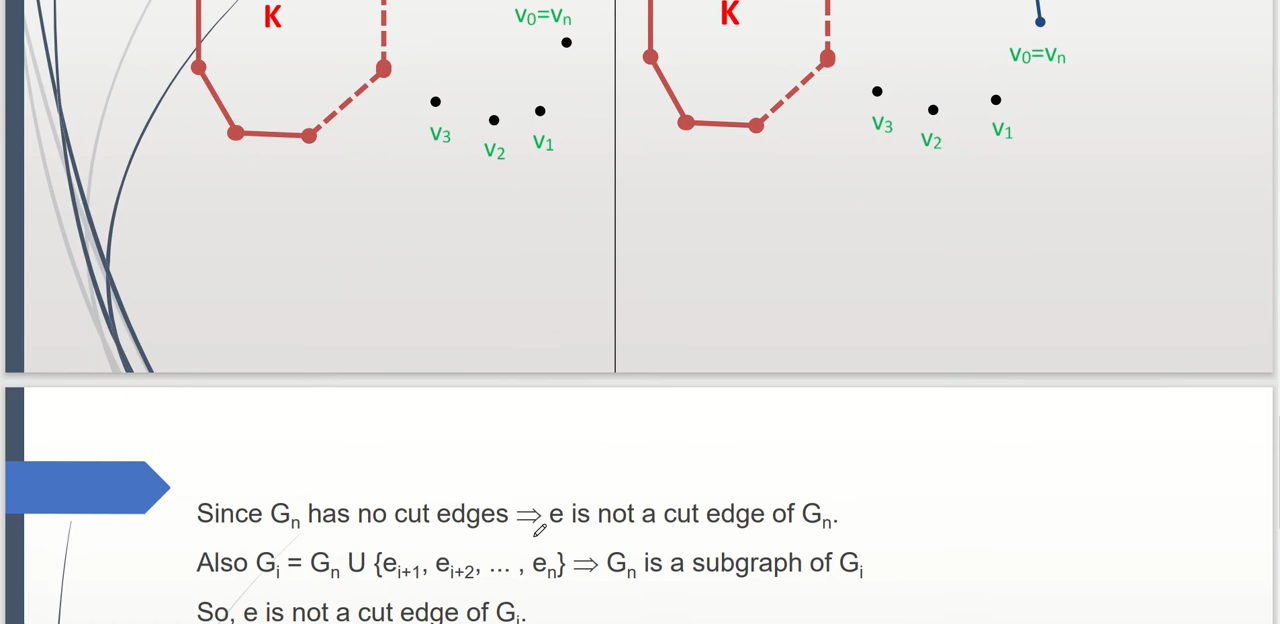 K
v₀=vₙ
v₃
v₂
v₁
K
v₀=vₙ
v₃
v₂
v₁
Since Gₙ has no cut edges ⇒ e is not a cut edge of Gₙ.
Also Gᵢ = Gₙ U {eᵢ₊₁, eᵢ₊₂, ... , eₙ} ⇒ Gₙ is a subgraph of Gᵢ
So, e is not a cut edge of Gᵢ.